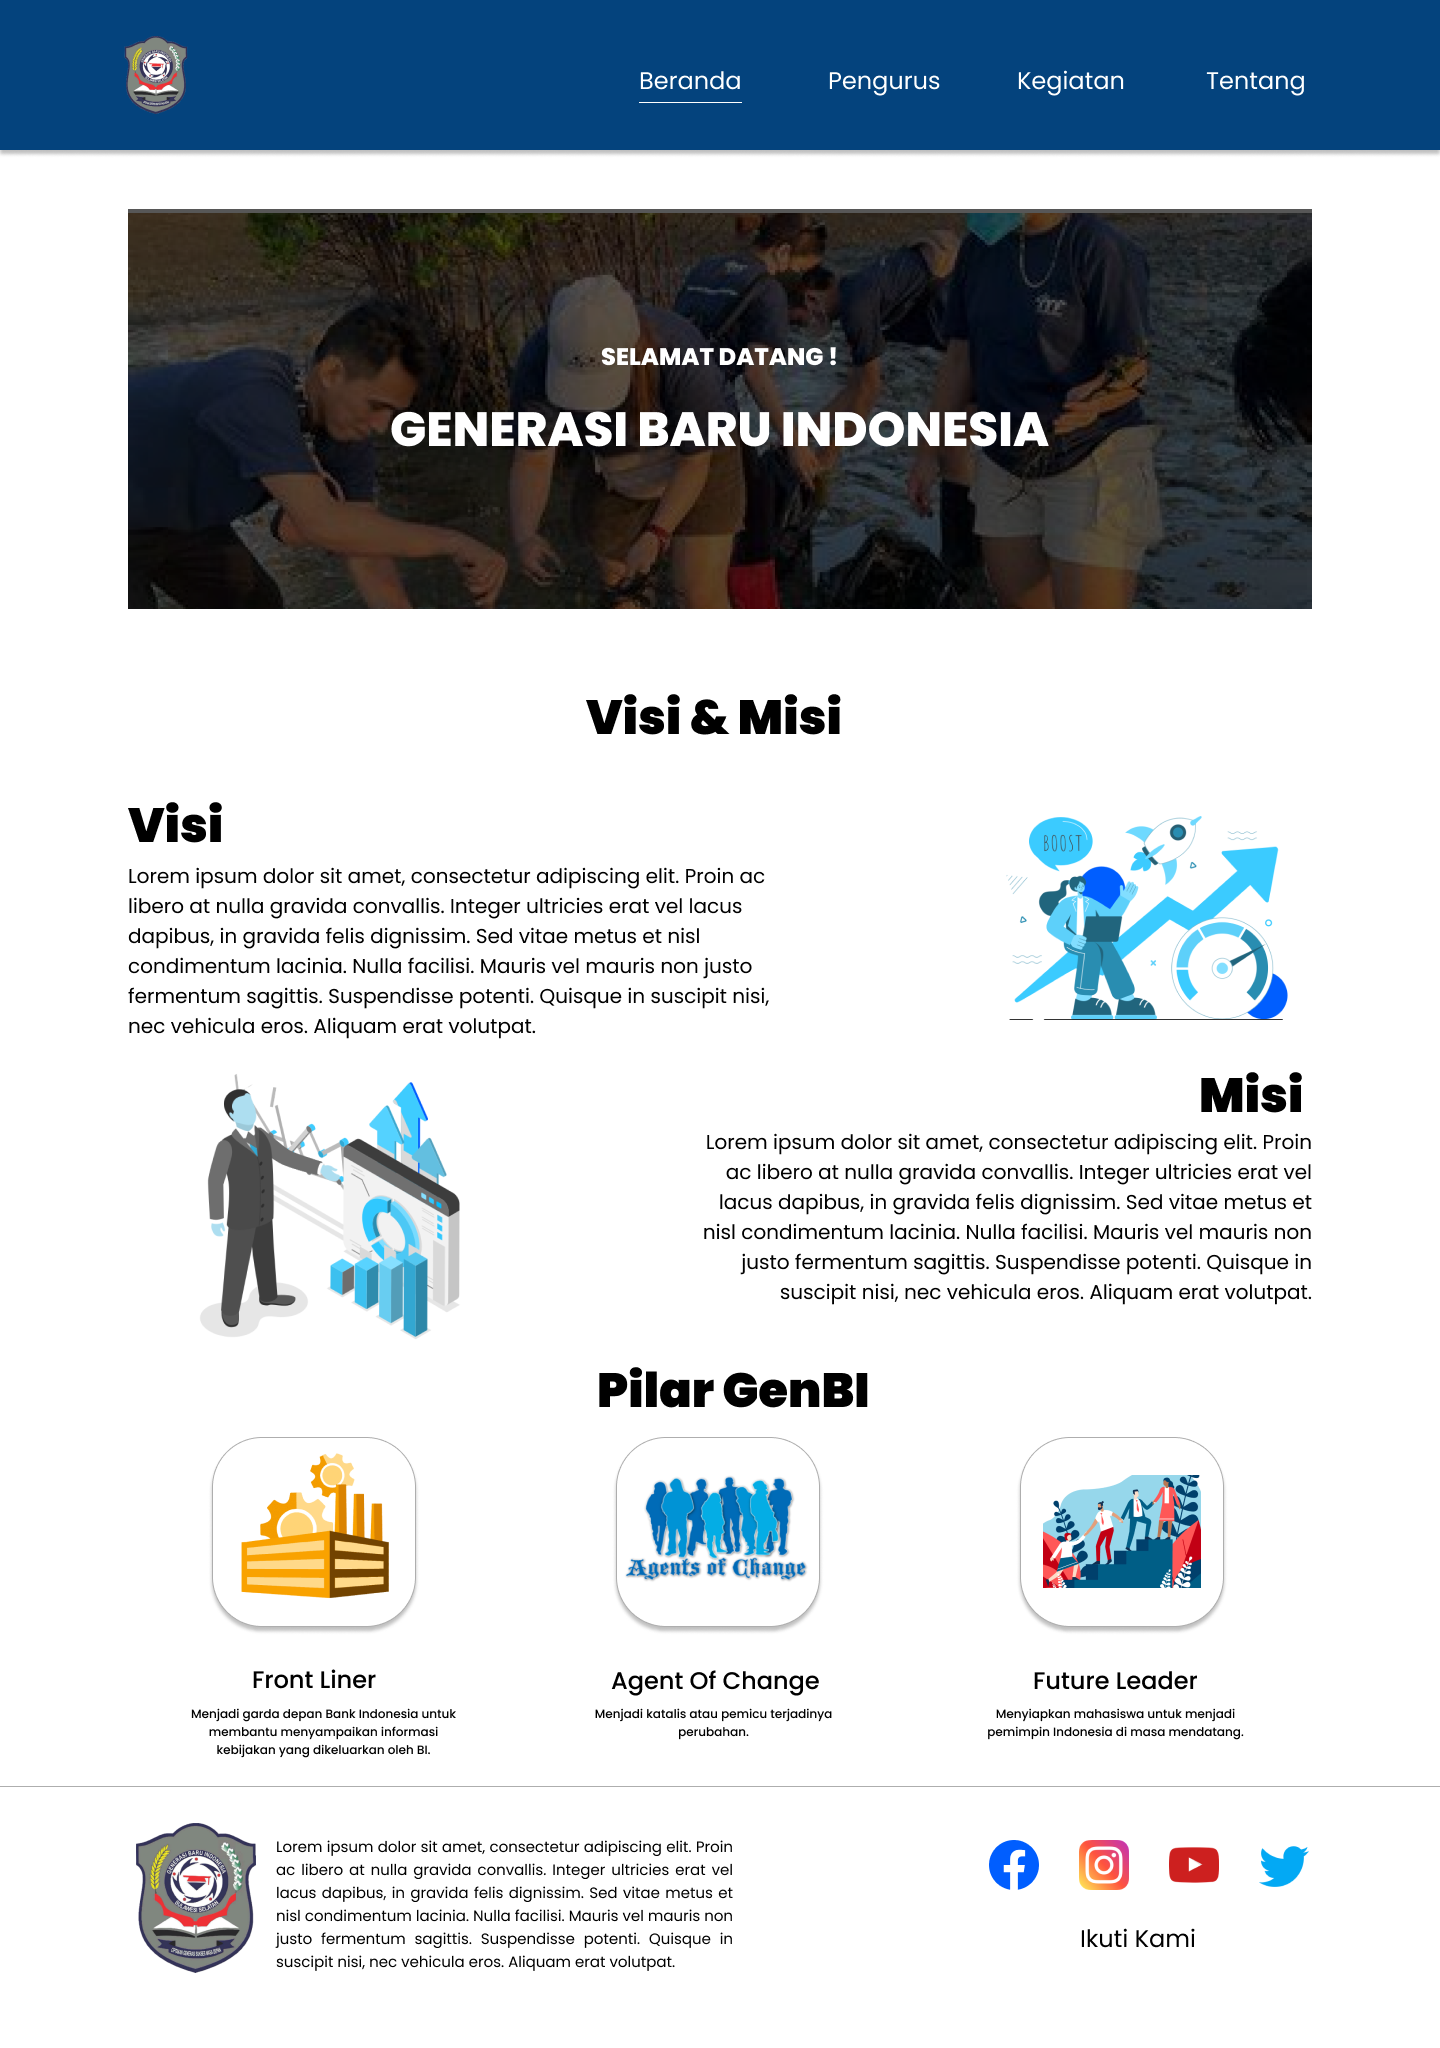 Beranda
Pengurus
Kegiatan
Tentang
SELAMAT DATANG !
GENERASI BARU INDONESIA
Visi & Misi
Visi
Lorem ipsum dolor sit amet, consectetur adipiscing elit. Proin ac
libero at nulla gravida convallis. Integer ultricies erat vel lacus
dapibus, in gravida felis dignissim. Sed vitae metus et nisl
condimentum lacinia. Nulla facilisi. Mauris vel mauris non justo
fermentum sagittis. Suspendisse potenti. Quisque in suscipit nisi,
nec vehicula eros. Aliquam erat volutpat.
BOOST
Misi
Lorem ipsum dolor sit amet, consectetur adipiscing elit. Proin
ac libero at nulla gravida convallis. Integer ultricies erat vel
lacus dapibus, in gravida felis dignissim. Sed vitae metus et
nisl condimentum lacinia. Nulla facilisi. Mauris vel mauris non
justo fermentum sagittis. Suspendisse potenti. Quisque in
suscipit nisi, nec vehicula eros. Aliquam erat volutpat.
Pilar GenBI
Agents of Change
Front Liner
Menjadi garda depan Bank Indonesia untuk
membantu menyampaikan informasi
kebijakan yang dikeluarkan oleh BI.
Agent Of Change
Menjadi katalis atau pemicu terjadinya
perubahan.
Future Leader
Menyiapkan mahasiswa untuk menjadi
pemimpin Indonesia di masa mendatang.
GENERASI BARU INDONESIA
SULAWESI SELATAN
Lorem ipsum dolor sit amet, consectetur adipiscing elit. Proin
ac libero at nulla gravida convallis. Integer ultricies erat vel
lacus dapibus, in gravida felis dignissim. Sed vitae metus et
nisl condimentum lacinia. Nulla facilisi. Mauris vel mauris non
justo fermentum sagittis. Suspendisse potenti. Quisque in
suscipit nisi, nec vehicula eros. Aliquam erat volutpat.
Ikuti Kami